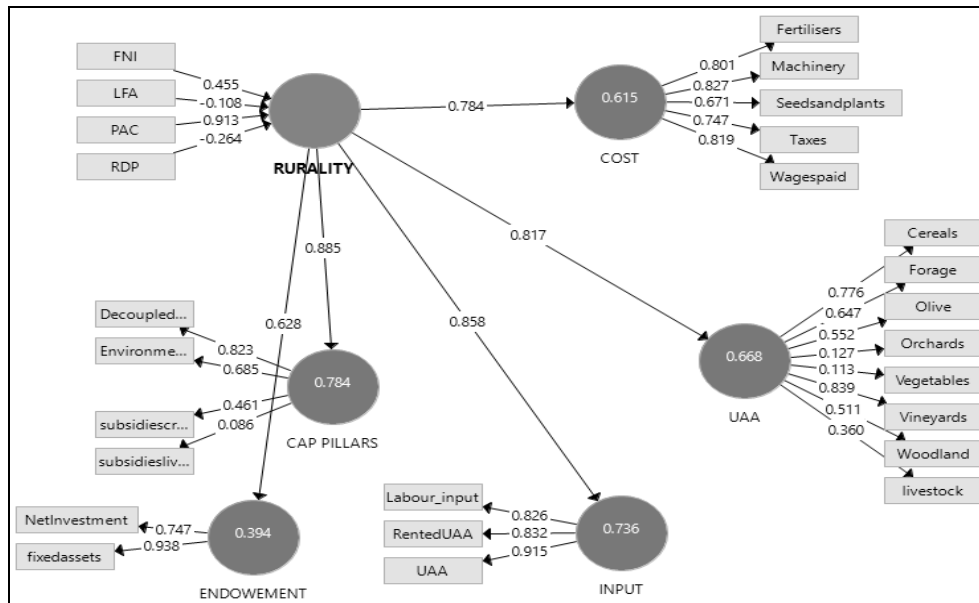 FNI
LFA
PAC
RDP
0.455
-0.108
0.913
-0.264
RURALITY
0.784
0.615
COST
0.801
0.827
0.671
0.747
0.819
Fertilisers
Machinery
Seedsandplants
Taxes
Wagespaid
0.817
0.885
0.628
0.858
Decoupled...
Environme...
subsidiescr...
subsidiesliv...
0.823
0.685
0.461
0.086
0.784
CAP PILLARS
0.668
UAA
0.776
0.647
0.552
0.127
0.113
0.839
0.511
0.360
Cereals
Forage
Olive
Orchards
Vegetables
Vineyards
Woodland
livestock
NetInvestment
fixedassets
0.747
0.938
0.394
ENDOWEMENT
Labour_input
RentedUAA
UAA
0.826
0.832
0.915
0.736
INPUT